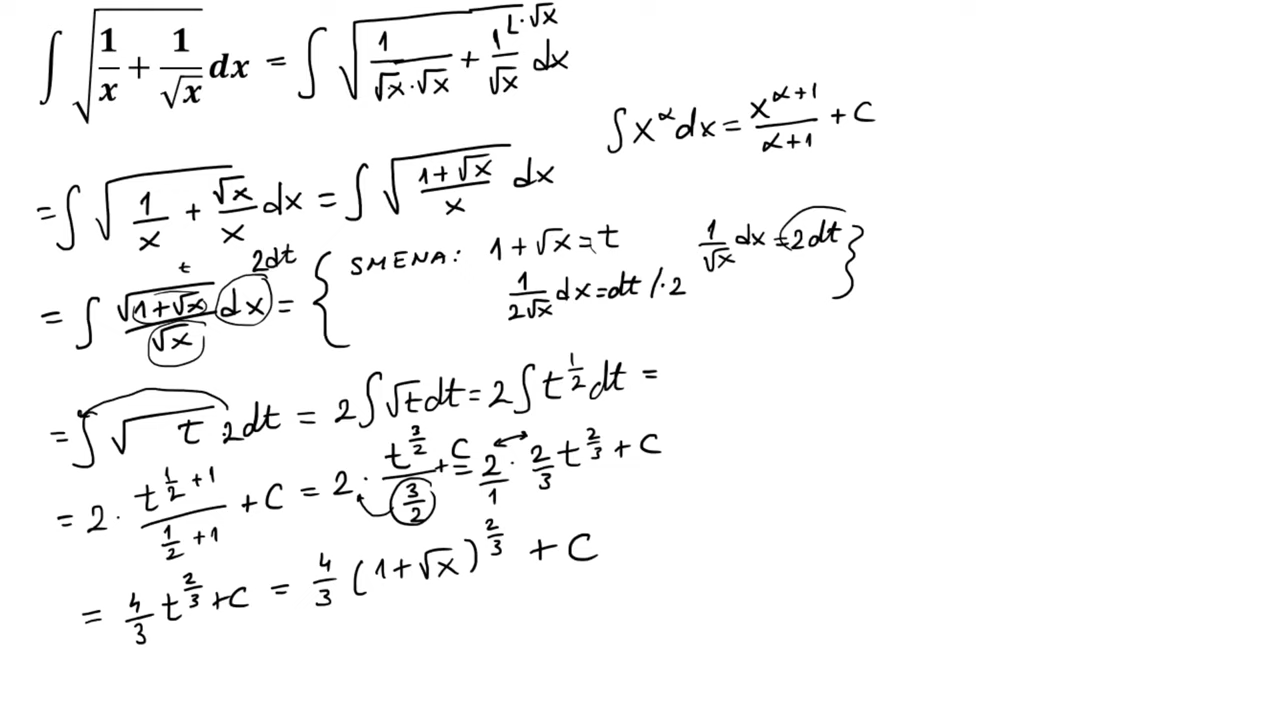 ∫ √(1/x + 1/√x) dx = ∫ √(1/(√x·√x) + 1/√x ⌊·√x) dx
∫ x^α dx = x^(α+1)/(α+1) + C
= ∫ √(1/x + √x/x) dx = ∫ √((1+√x)/x) dx
= ∫ √(1+√x)/√x dx = { SMENA: 1+√x = t 1/√x dx = 2dt }
t 2dt
1/(2√x) dx = dt /·2
= ∫ √t 2dt = 2∫√t dt = 2∫ t^(1/2) dt =
= 2 · t^(1/2+1)/(1/2+1) + C = 2 · t^(3/2)/(3/2) + C = 2/1 · 2/3 t^(2/3) + C
= 4/3 t^(2/3) + C = 4/3 (1+√x)^(2/3) + C